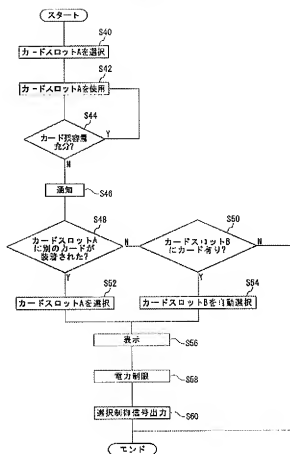 スタート
S40
カードスロットAを選択
S42
カードスロットAを使用
S44
カード残容量
充分?
Y
N
通知
S46
S48
カードスロットA
に別のカードが
装着された?
N
Y
S50
カードスロットB
にカード有り?
N
Y
S52
カードスロットAを選択
S54
カードスロットBを自動選択
表示
S56
電力制限
S58
選択制御信号出力
S60
エンド